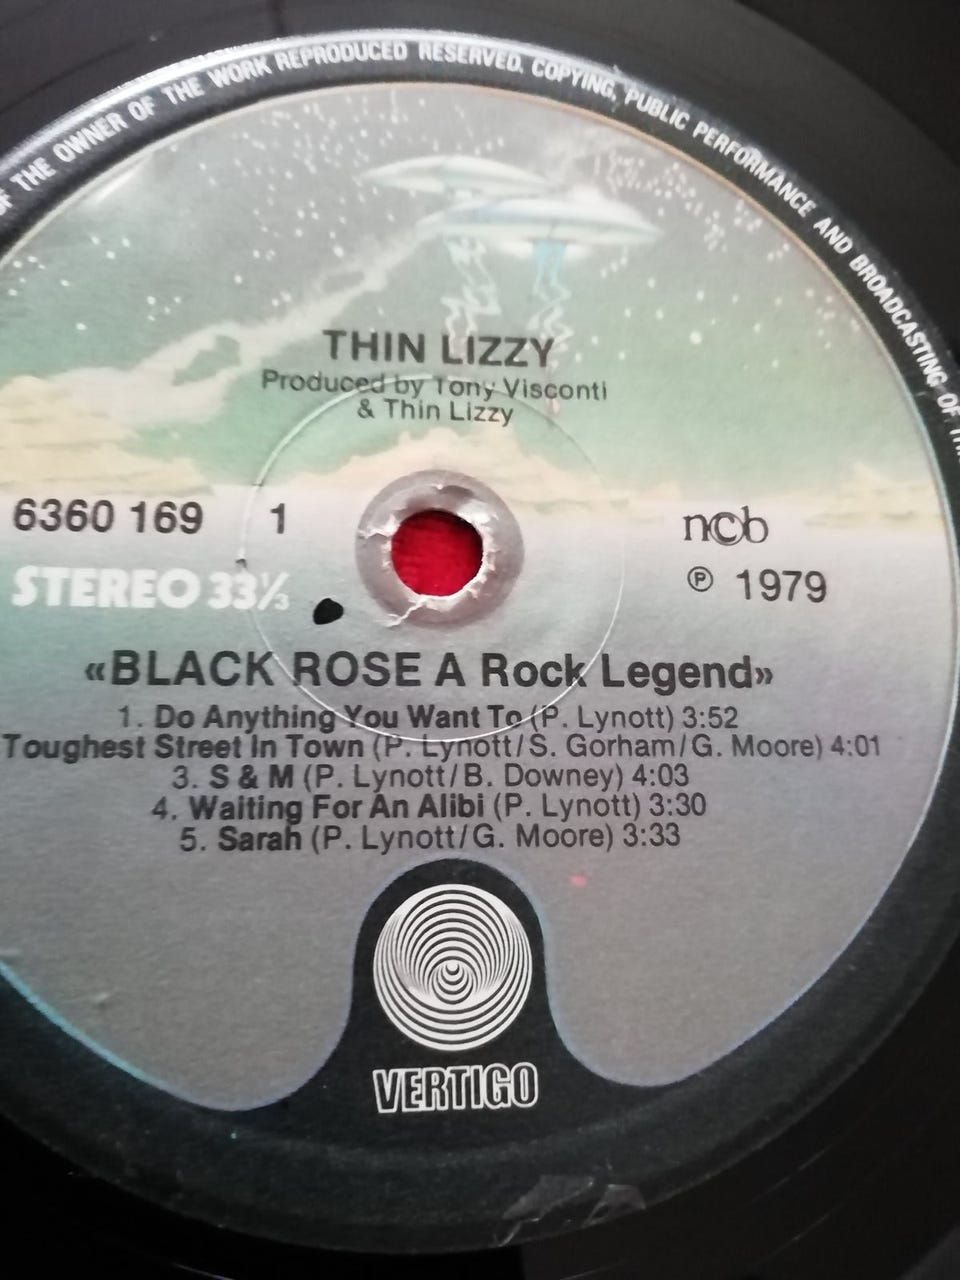 OF THE OWNER OF THE WORK REPRODUCED RESERVED. COPYING, PUBLIC PERFORMANCE AND BROADCASTING OF
THIN LIZZY
Produced by Tony Visconti
& Thin Lizzy
6360 169 1
ncb
STEREO 33⅓
Ⓟ 1979
«BLACK ROSE A Rock Legend»
1. Do Anything You Want To (P. Lynott) 3:52
Toughest Street In Town (P. Lynott/S. Gorham/G. Moore) 4:01
3. S & M (P. Lynott/B. Downey) 4:03
4. Waiting For An Alibi (P. Lynott) 3:30
5. Sarah (P. Lynott/G. Moore) 3:33
VERTIGO